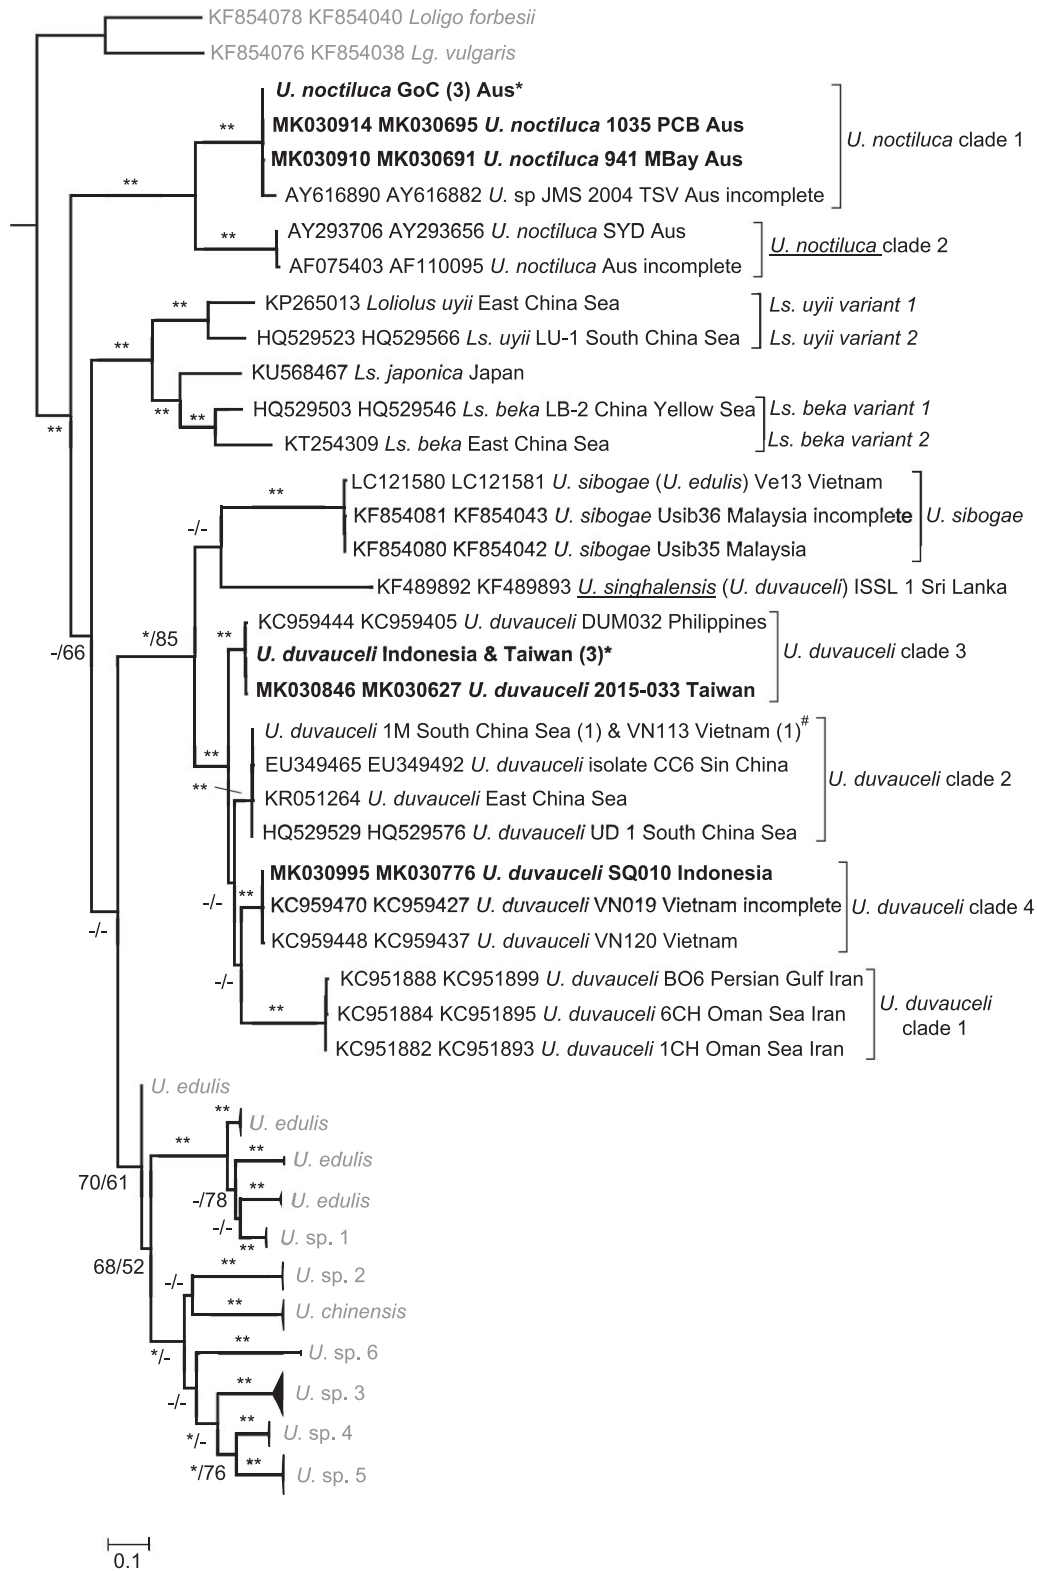 KF854078 KF854040 Loligo forbesii
KF854076 KF854038 Lg. vulgaris
U. noctiluca GoC (3) Aus*
**
MK030914 MK030695 U. noctiluca 1035 PCB Aus
U. noctiluca clade 1
MK030910 MK030691 U. noctiluca 941 MBay Aus
**
AY616890 AY616882 U. sp JMS 2004 TSV Aus incomplete
AY293706 AY293656 U. noctiluca SYD Aus
**
U. noctiluca clade 2
AF075403 AF110095 U. noctiluca Aus incomplete
**
KP265013 Loliolus uyii East China Sea
Ls. uyii variant 1
HQ529523 HQ529566 Ls. uyii LU-1 South China Sea
Ls. uyii variant 2
**
KU568467 Ls. japonica Japan
**
**
HQ529503 HQ529546 Ls. beka LB-2 China Yellow Sea
Ls. beka variant 1
**
KT254309 Ls. beka East China Sea
Ls. beka variant 2
LC121580 LC121581 U. sibogae (U. edulis) Ve13 Vietnam
**
KF854081 KF854043 U. sibogae Usib36 Malaysia incomplete
U. sibogae
-/-
KF854080 KF854042 U. sibogae Usib35 Malaysia
KF489892 KF489893 U. singhalensis (U. duvauceli) ISSL 1 Sri Lanka
KC959444 KC959405 U. duvauceli DUM032 Philippines
*/85
**
-/66
U. duvauceli Indonesia & Taiwan (3)*
U. duvauceli clade 3
MK030846 MK030627 U. duvauceli 2015-033 Taiwan
U. duvauceli 1M South China Sea (1) & VN113 Vietnam (1)#
**
EU349465 EU349492 U. duvauceli isolate CC6 Sin China
U. duvauceli clade 2
**
KR051264 U. duvauceli East China Sea
HQ529529 HQ529576 U. duvauceli UD 1 South China Sea
MK030995 MK030776 U. duvauceli SQ010 Indonesia
-/-
**
KC959470 KC959427 U. duvauceli VN019 Vietnam incomplete
U. duvauceli clade 4
-/-
KC959448 KC959437 U. duvauceli VN120 Vietnam
-/-
KC951888 KC951899 U. duvauceli BO6 Persian Gulf Iran
**
KC951884 KC951895 U. duvauceli 6CH Oman Sea Iran
U. duvauceli
clade 1
KC951882 KC951893 U. duvauceli 1CH Oman Sea Iran
U. edulis
**
U. edulis
**
**
U. edulis
70/61
**
-/78
U. edulis
-/-
**
U. sp. 1
68/52
-/-
**
U. sp. 2
**
U. chinensis
*/-
**
U. sp. 6
-/-
**
U. sp. 3
*/-
**
U. sp. 4
*/76
**
U. sp. 5
0.1